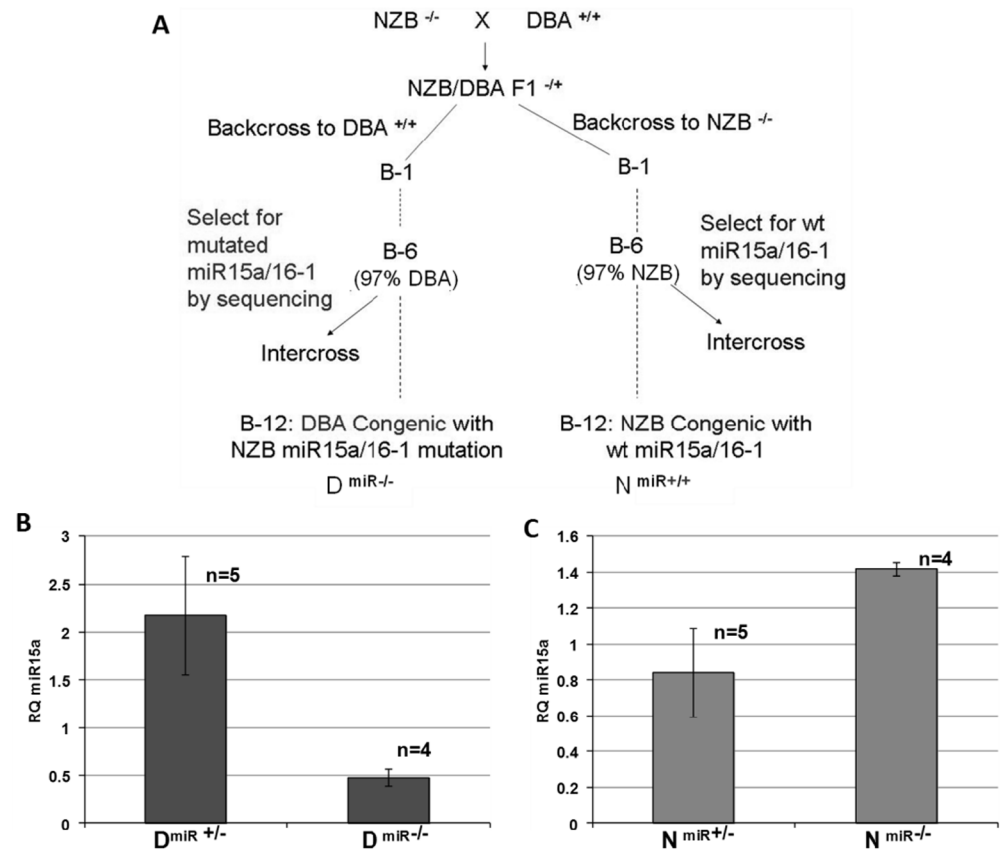 A
NZB -/- X DBA +/+
NZB/DBA F1 -/+
Backcross to DBA +/+
Backcross to NZB -/-
B-1
B-1
Select for
mutated
miR15a/16-1
by sequencing
B-6
(97% DBA)
B-6
(97% NZB)
Select for wt
miR15a/16-1
by sequencing
Intercross
Intercross
B-12: DBA Congenic with
NZB miR15a/16-1 mutation
D miR-/-
B-12: NZB Congenic with
wt miR15a/16-1
N miR+/+
B
RQ miR15a
3
2.5
2
1.5
1
0.5
0
n=5
n=4
D miR +/-
D miR-/-
C
RQ miR15a
1.6
1.4
1.2
1
0.8
0.6
0.4
0.2
0
n=5
n=4
N miR+/-
N miR-/-